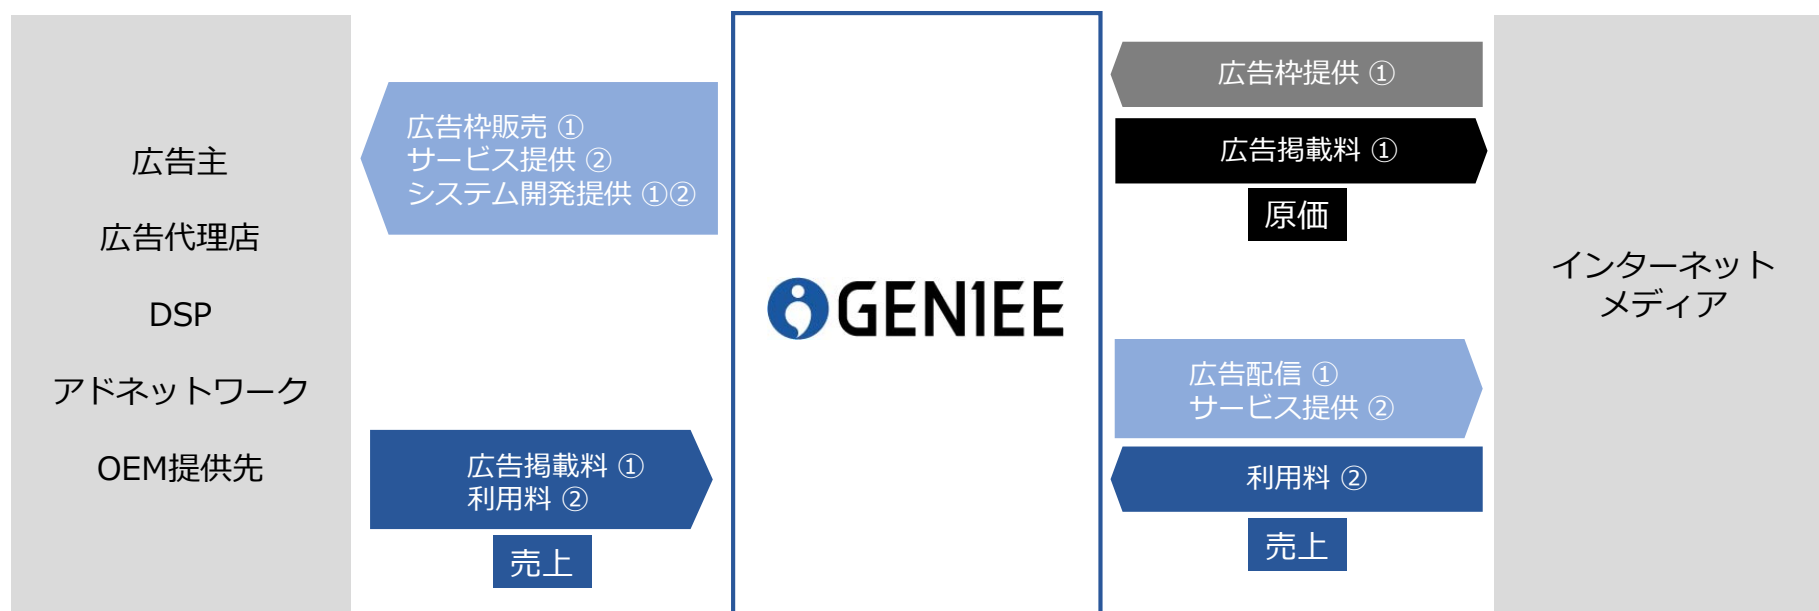 広告主
広告代理店
DSP
アドネットワーク
OEM提供先
広告枠販売 ①
サービス提供 ②
システム開発提供 ①②
広告掲載料 ①
利用料 ②
売上
GENIEE
広告枠提供 ①
広告掲載料 ①
原価
広告配信 ①
サービス提供 ②
利用料 ②
売上
インターネット
メディア